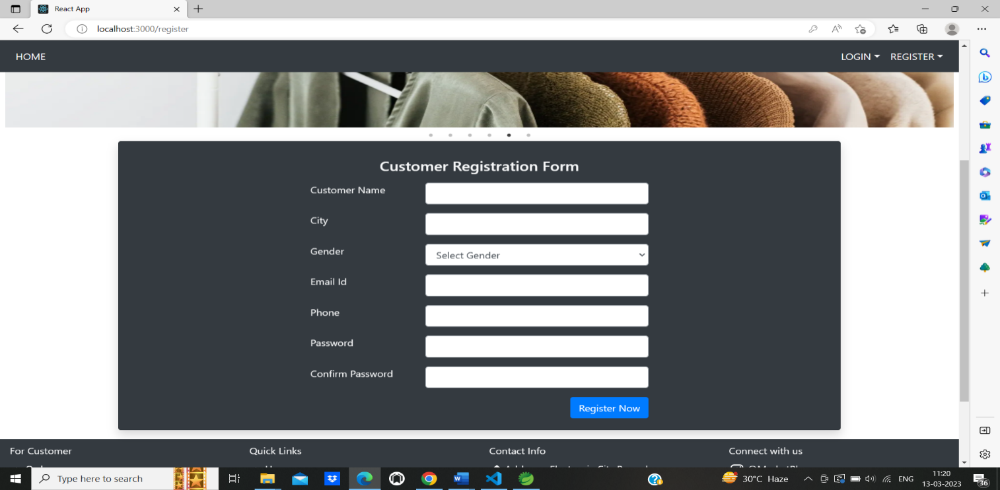 React App
localhost:3000/register
HOME
LOGIN
REGISTER
Customer Registration Form
Customer Name
City
Gender
Select Gender
Email Id
Phone
Password
Confirm Password
Register Now
For Customer
Quick Links
Contact Info
Connect with us
Type here to search
30°C Haze
ENG
11:20
13-03-2023
36